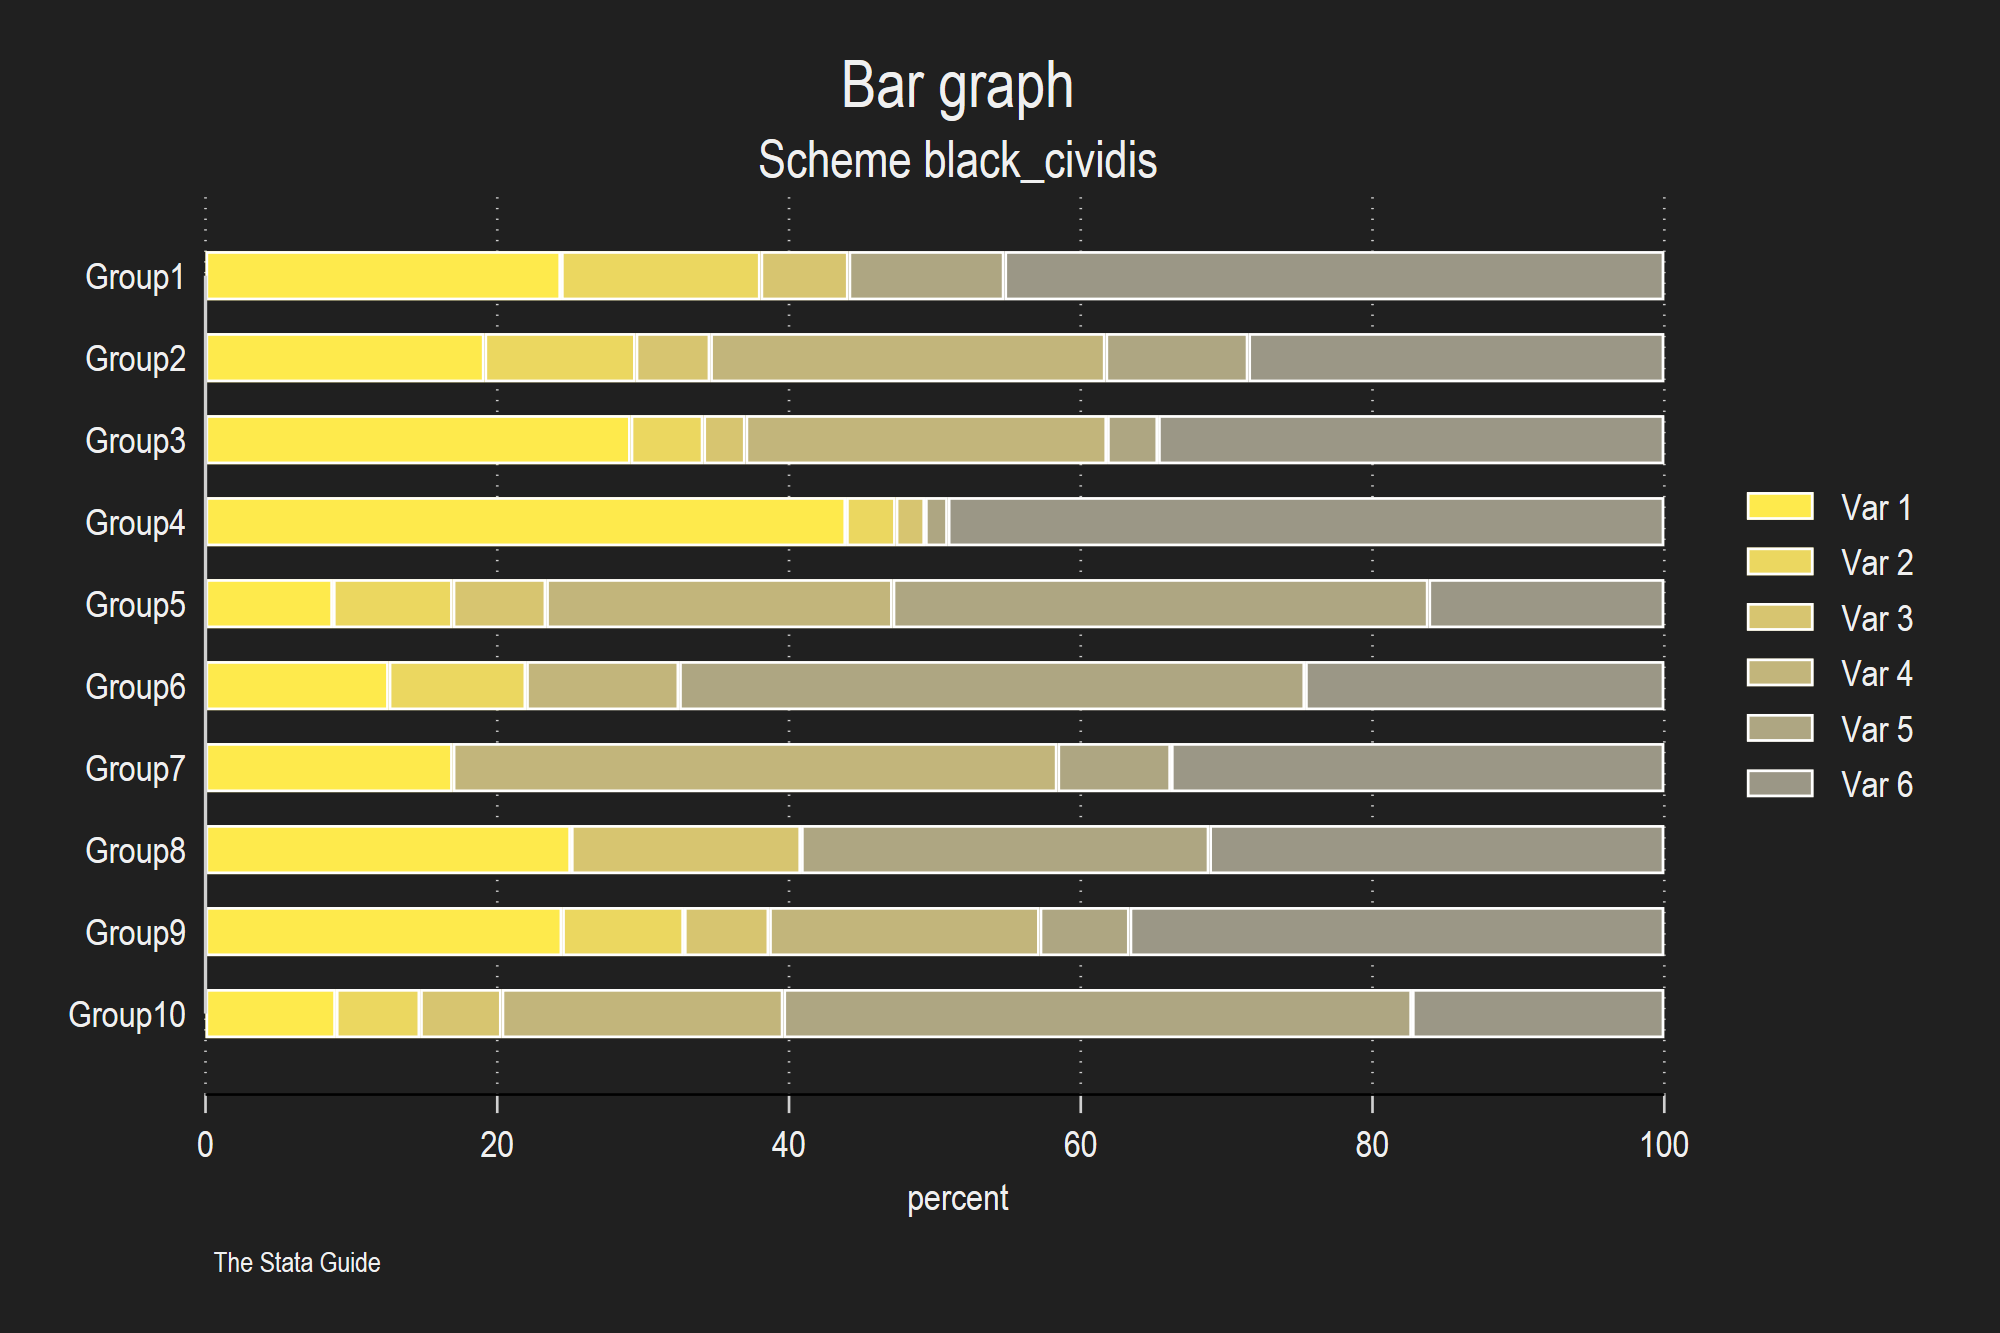 Bar graph
Scheme black_cividis
Group1
Group2
Group3
Group4
Group5
Group6
Group7
Group8
Group9
Group10
Var 1
Var 2
Var 3
Var 4
Var 5
Var 6
0 20 40 60 80 100
percent
The Stata Guide